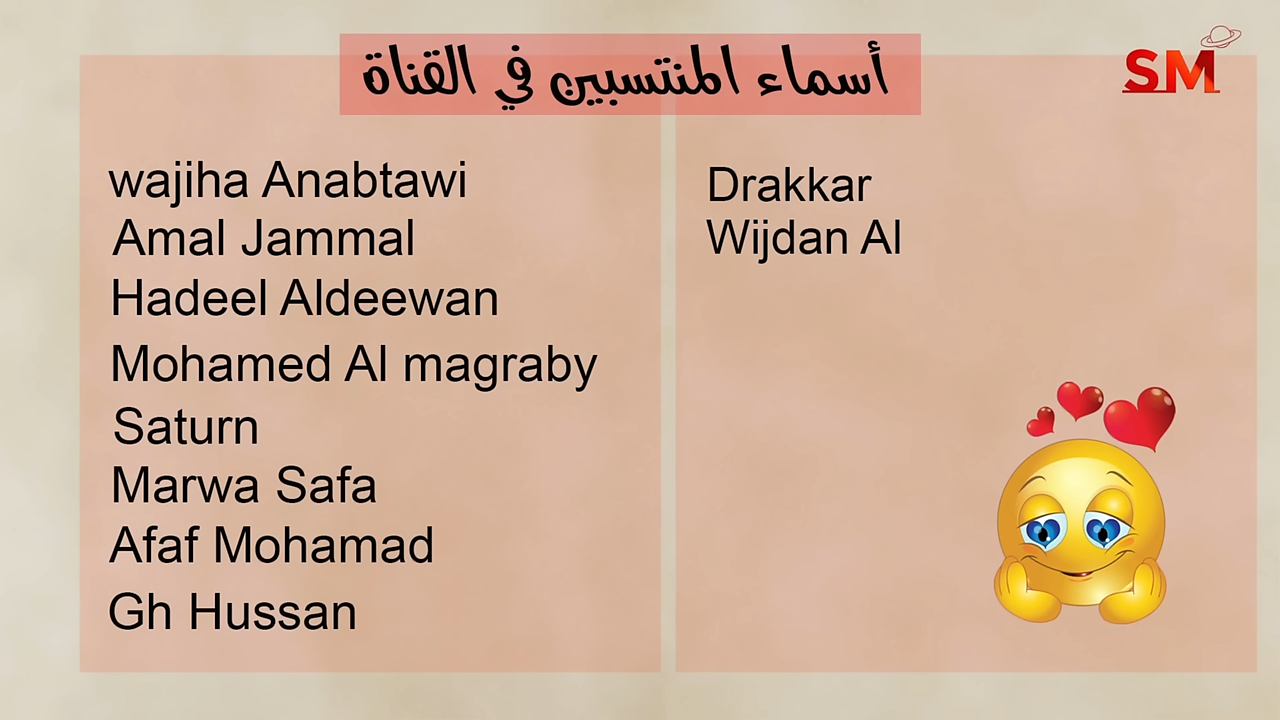 أسماء المنتسبين في القناة
SM
wajiha Anabtawi
Amal Jammal
Hadeel Aldeewan
Mohamed Al magraby
Saturn
Marwa Safa
Afaf Mohamad
Gh Hussan
Drakkar
Wijdan Al